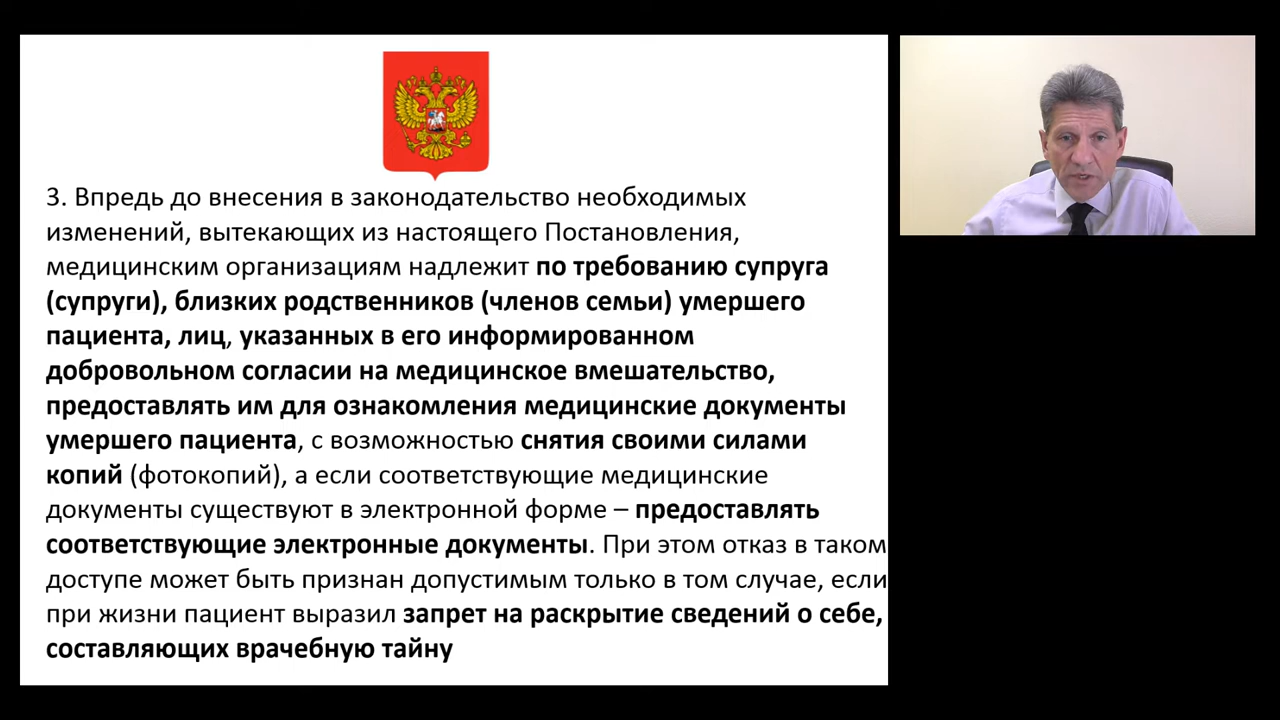 3. Впредь до внесения в законодательство необходимых
изменений, вытекающих из настоящего Постановления,
медицинским организациям надлежит по требованию супруга
(супруги), близких родственников (членов семьи) умершего
пациента, лиц, указанных в его информированном
добровольном согласии на медицинское вмешательство,
предоставлять им для ознакомления медицинские документы
умершего пациента, с возможностью снятия своими силами
копий (фотокопий), а если соответствующие медицинские
документы существуют в электронной форме – предоставлять
соответствующие электронные документы. При этом отказ в таком
доступе может быть признан допустимым только в том случае, если
при жизни пациент выразил запрет на раскрытие сведений о себе,
составляющих врачебную тайну